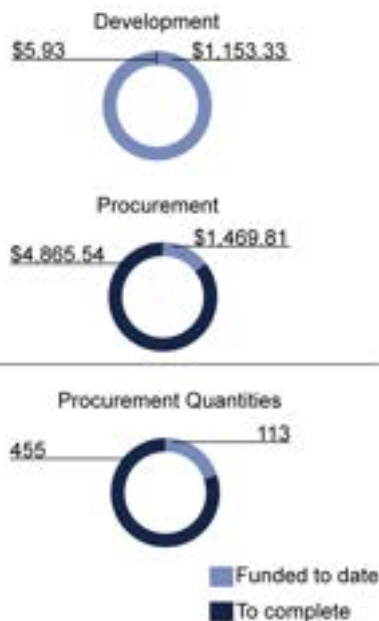 Development
$5.93 $1,153.33
Procurement
$1,469.81
$4,865.54
Procurement Quantities
113
455
Funded to date
To complete